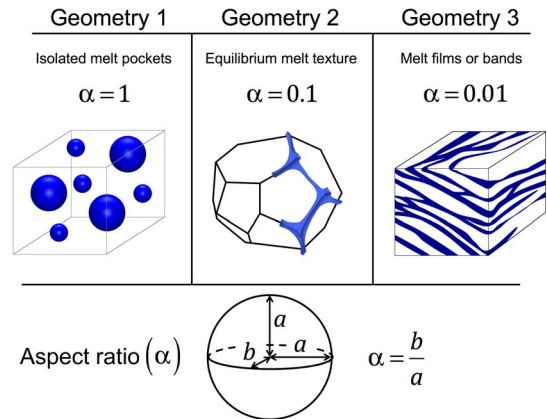 Geometry 1
Geometry 2
Geometry 3
Isolated melt pockets
Equilibrium melt texture
Melt films or bands
α = 1
α = 0.1
α = 0.01
a
b
a
Aspect ratio (α)
α = b/a